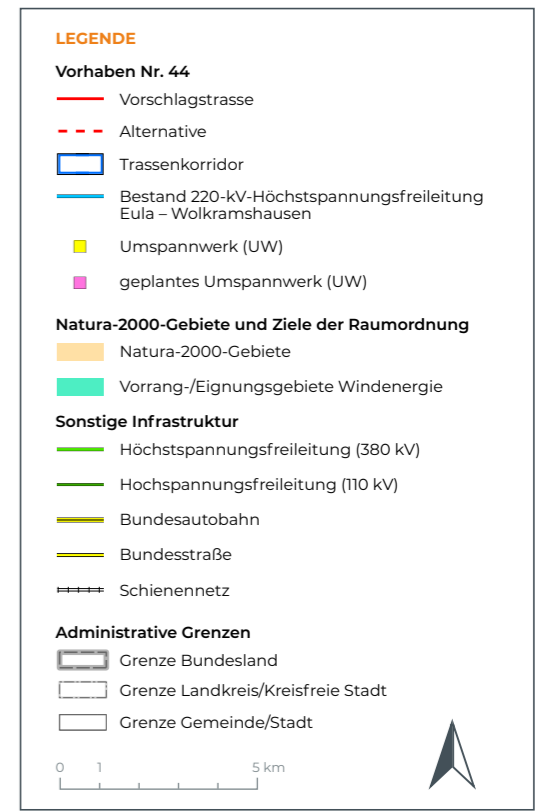 LEGENDE
Vorhaben Nr. 44
Vorschlagstrasse
Alternative
Trassenkorridor
Bestand 220-kV-Höchstspannungsfreileitung
Eula – Wolkramshausen
Umspannwerk (UW)
geplantes Umspannwerk (UW)
Natura-2000-Gebiete und Ziele der Raumordnung
Natura-2000-Gebiete
Vorrang-/Eignungsgebiete Windenergie
Sonstige Infrastruktur
Höchstspannungsfreileitung (380 kV)
Hochspannungsfreileitung (110 kV)
Bundesautobahn
Bundesstraße
Schienennetz
Administrative Grenzen
Grenze Bundesland
Grenze Landkreis/Kreisfreie Stadt
Grenze Gemeinde/Stadt
0 1 5 km